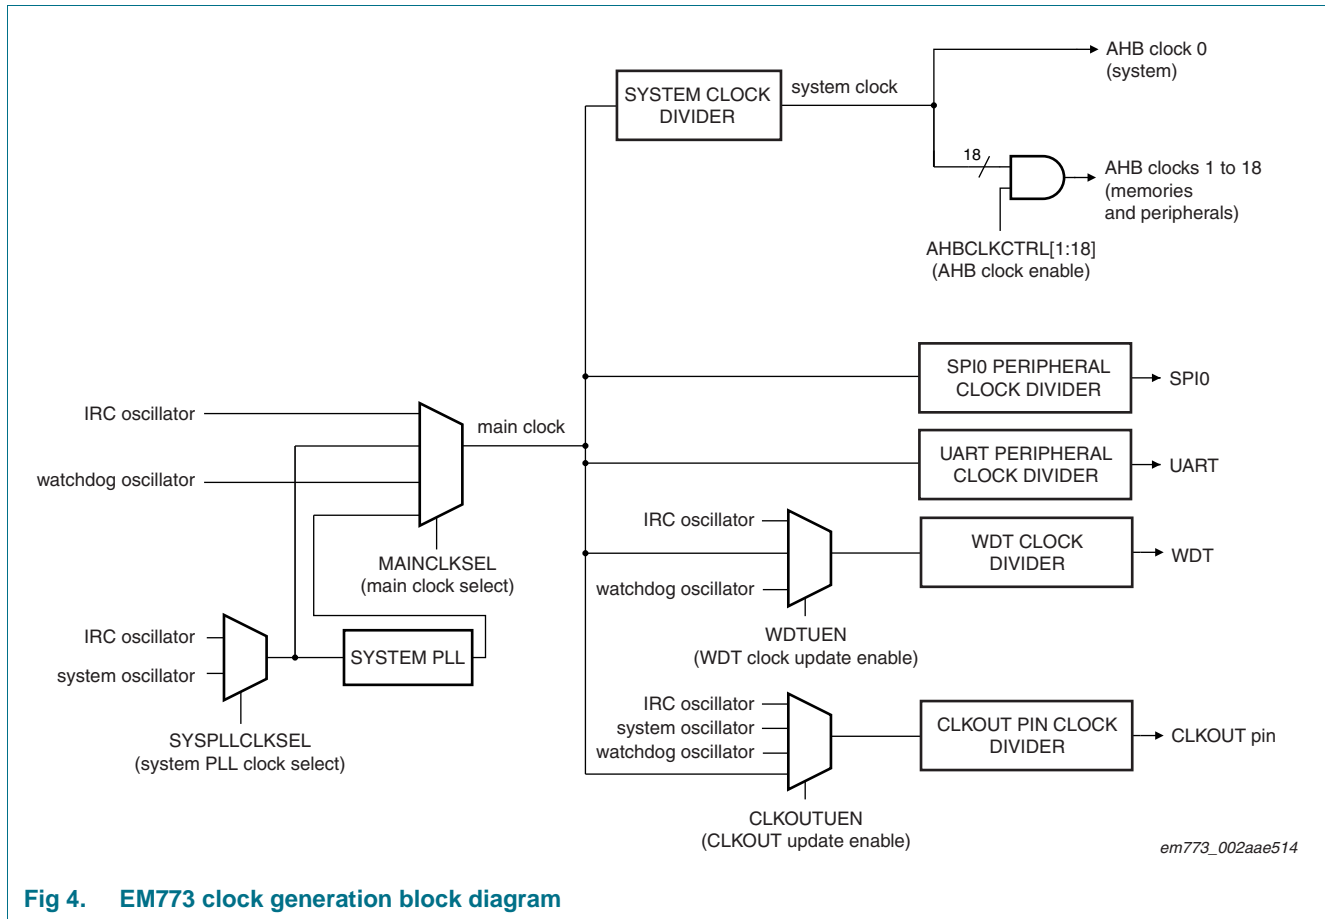 AHB clock 0
(system)
SYSTEM CLOCK
DIVIDER
system clock
18
AHB clocks 1 to 18
(memories
and peripherals)
AHBCLKCTRL[1:18]
(AHB clock enable)
SPI0 PERIPHERAL
CLOCK DIVIDER
SPI0
IRC oscillator
main clock
watchdog oscillator
UART PERIPHERAL
CLOCK DIVIDER
UART
MAINCLKSEL
(main clock select)
IRC oscillator
watchdog oscillator
WDT CLOCK
DIVIDER
WDT
WDTUEN
(WDT clock update enable)
IRC oscillator
system oscillator
SYSTEM PLL
SYSPLLCLKSEL
(system PLL clock select)
IRC oscillator
system oscillator
watchdog oscillator
CLKOUT PIN CLOCK
DIVIDER
CLKOUT pin
CLKOUTUEN
(CLKOUT update enable)
em773_002aae514
Fig 4. EM773 clock generation block diagram